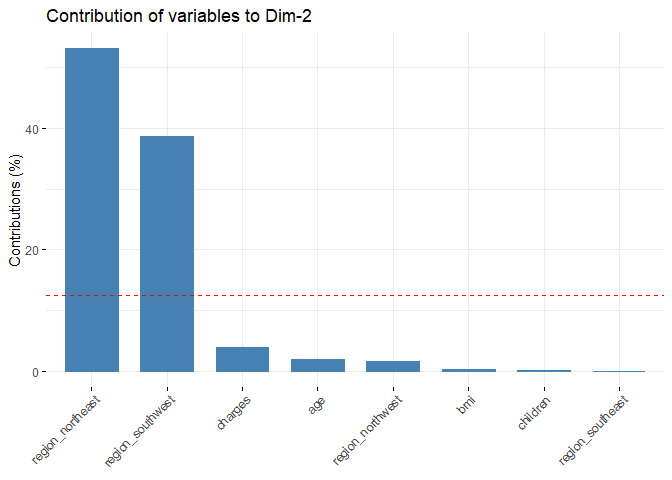 Contribution of variables to Dim-2
Contributions (%)
40
20
0
region_northeast
region_southwest
charges
age
region_northwest
bmi
children
region_southeast